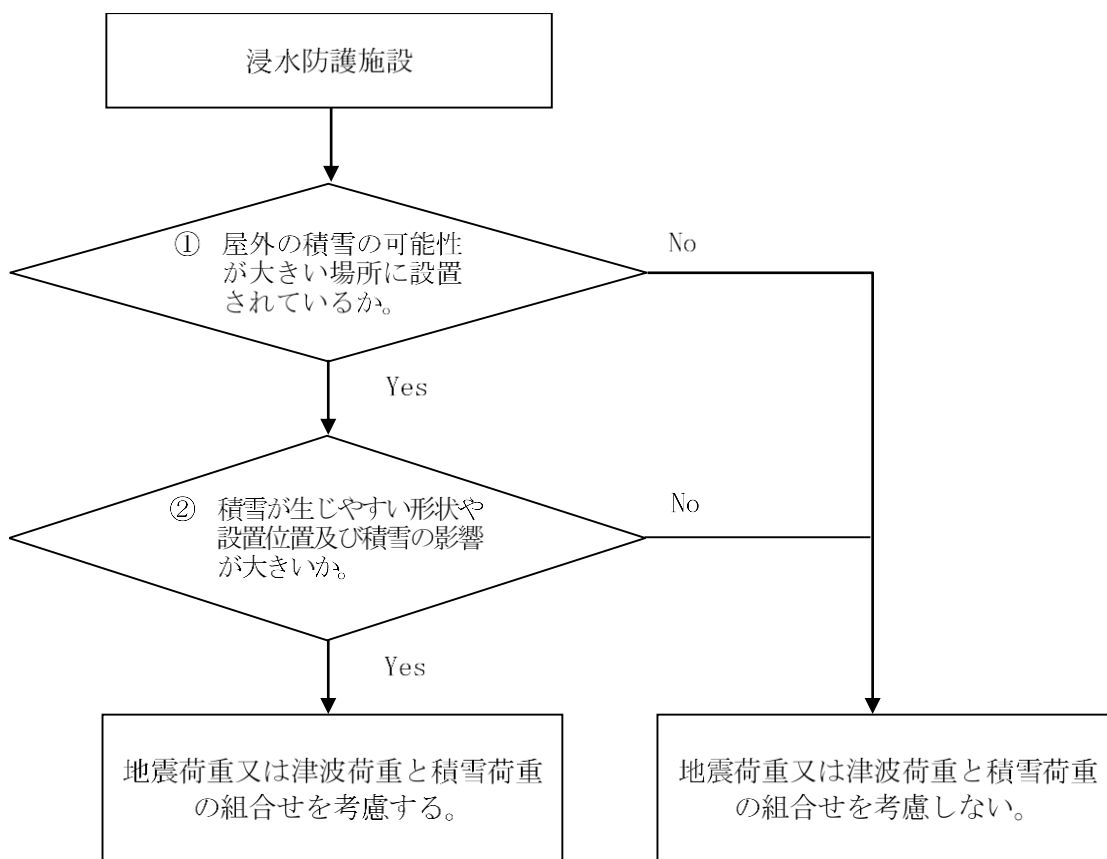 浸水防護施設
① 屋外の積雪の可能性
が大きい場所に設置
されているか。
No
Yes
② 積雪が生じやすい形状や
設置位置及び積雪の影響
が大きいか。
No
Yes
地震荷重又は津波荷重と積雪荷重
の組合せを考慮する。
地震荷重又は津波荷重と積雪荷重
の組合せを考慮しない。